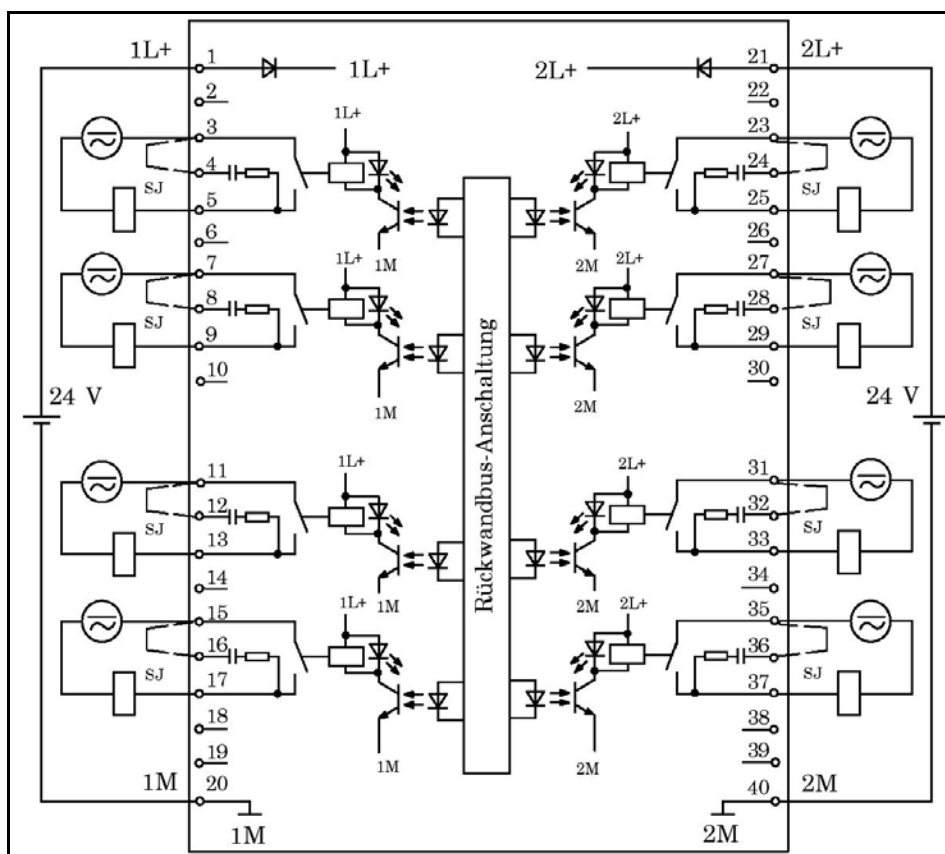 1L+
1
1L+
2L+
21
2L+
2
22
3
1L+
2L+
23
4
24
SJ
SJ
5
25
6
26
1M
2M
7
1L+
2L+
27
8
28
SJ
SJ
9
29
10
30
1M
2M
24 V
24 V
Rückwandbus-Anschaltung
11
1L+
2L+
31
12
32
SJ
SJ
13
33
14
34
1M
2M
15
1L+
2L+
35
16
36
SJ
SJ
17
37
18
38
1M
2M
19
39
1M
20
40
2M
1M
2M